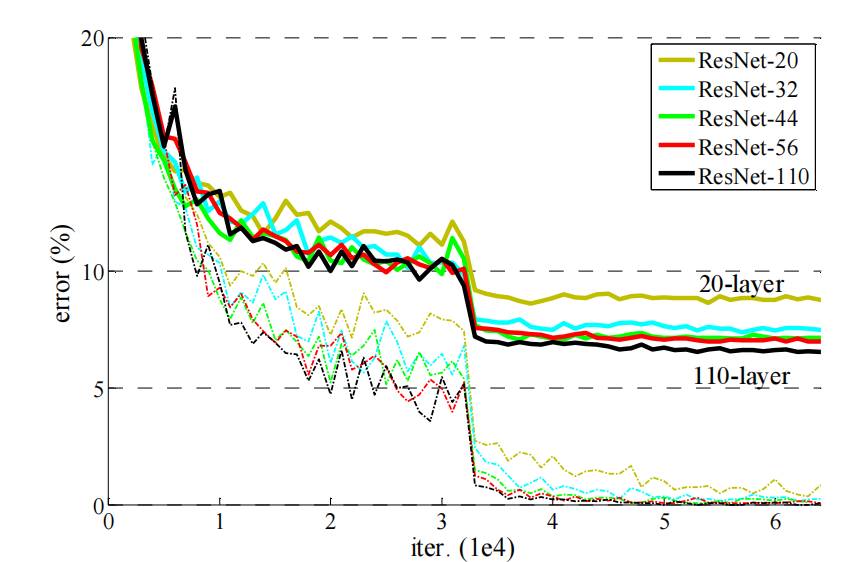 20
10
5
0
error (%)
ResNet-20
ResNet-32
ResNet-44
ResNet-56
ResNet-110
20-layer
110-layer
0 1 2 3 4 5 6
iter. (1e4)